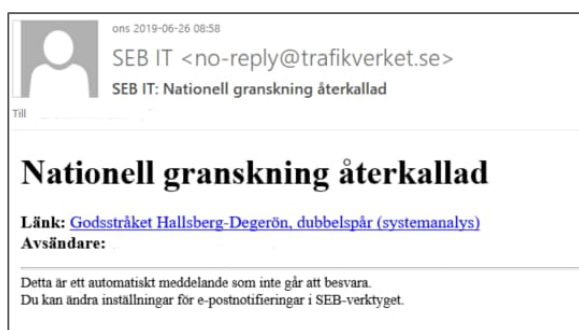 ons 2019-06-26 08:58
SEB IT <no-reply@trafikverket.se>
SEB IT: Nationell granskning återkallad
Till
Nationell granskning återkallad
Länk: Godsstråket Hallsberg-Degerön, dubbelspår (systemanalys)
Avsändare:
Detta är ett automatiskt meddelande som inte går att besvara.
Du kan ändra inställningar för e-postnotifieringar i SEB-verktyget.